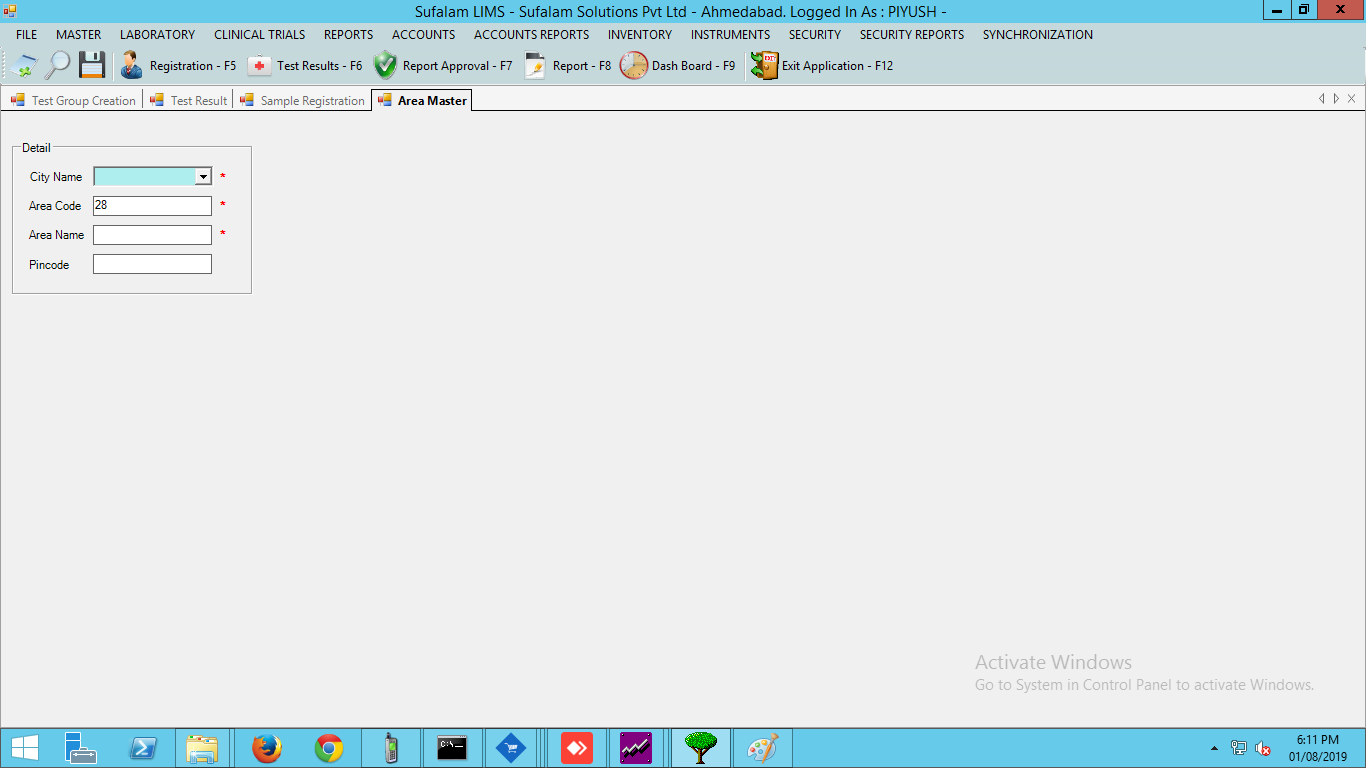 Sufalam LIMS - Sufalam Solutions Pvt Ltd - Ahmedabad. Logged In As : PIYUSH -
FILE MASTER LABORATORY CLINICAL TRIALS REPORTS ACCOUNTS ACCOUNTS REPORTS INVENTORY INSTRUMENTS SECURITY SECURITY REPORTS SYNCHRONIZATION
Registration - F5 Test Results - F6 Report Approval - F7 Report - F8 Dash Board - F9 EXIT Exit Application - F12
Test Group Creation Test Result Sample Registration Area Master
Detail
City Name *
Area Code 28 *
Area Name *
Pincode
Activate Windows
Go to System in Control Panel to activate Windows.
C:\
6:11 PM
01/08/2019